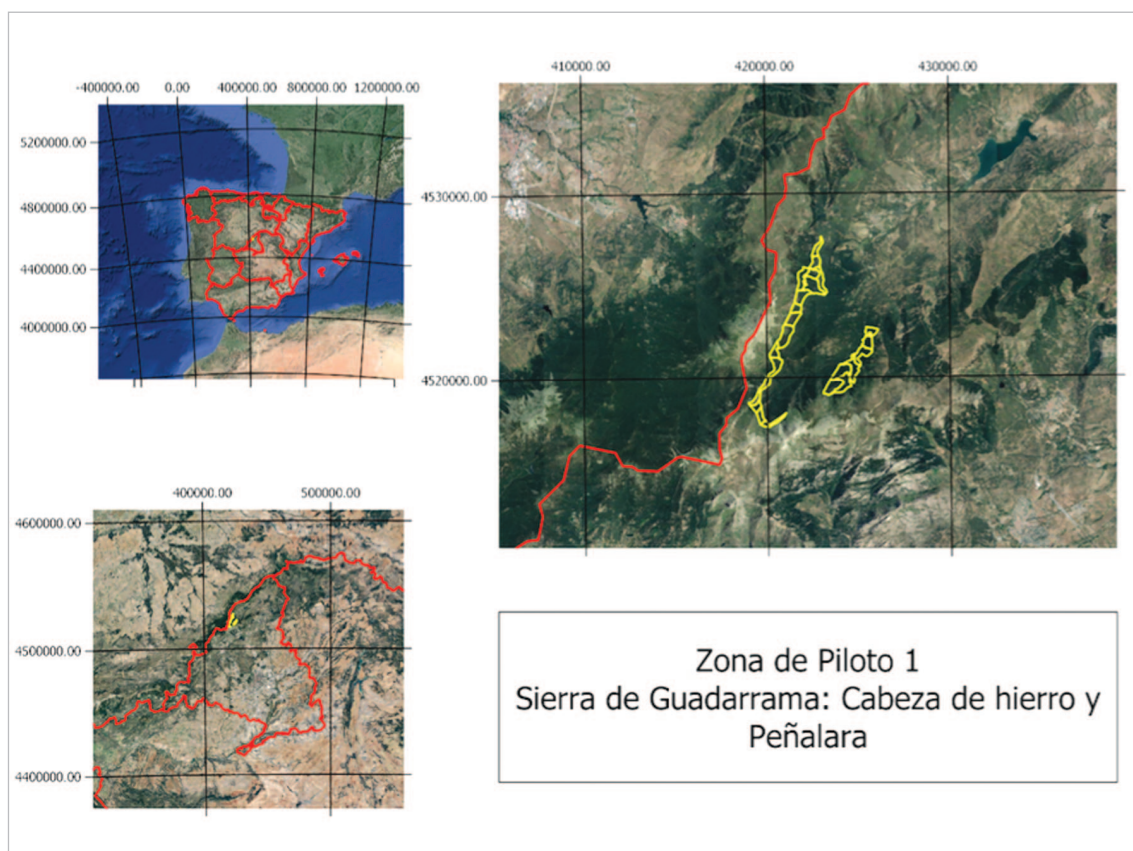 -400000.00 0.00 400000.00 800000.00 1200000.00
5200000.00
4800000.00
4400000.00
4000000.00
410000.00 420000.00 430000.00
4530000.00
4520000.00
400000.00 500000.00
4600000.00
4500000.00
4400000.00
Zona de Piloto 1
Sierra de Guadarrama: Cabeza de hierro y
Peñalara